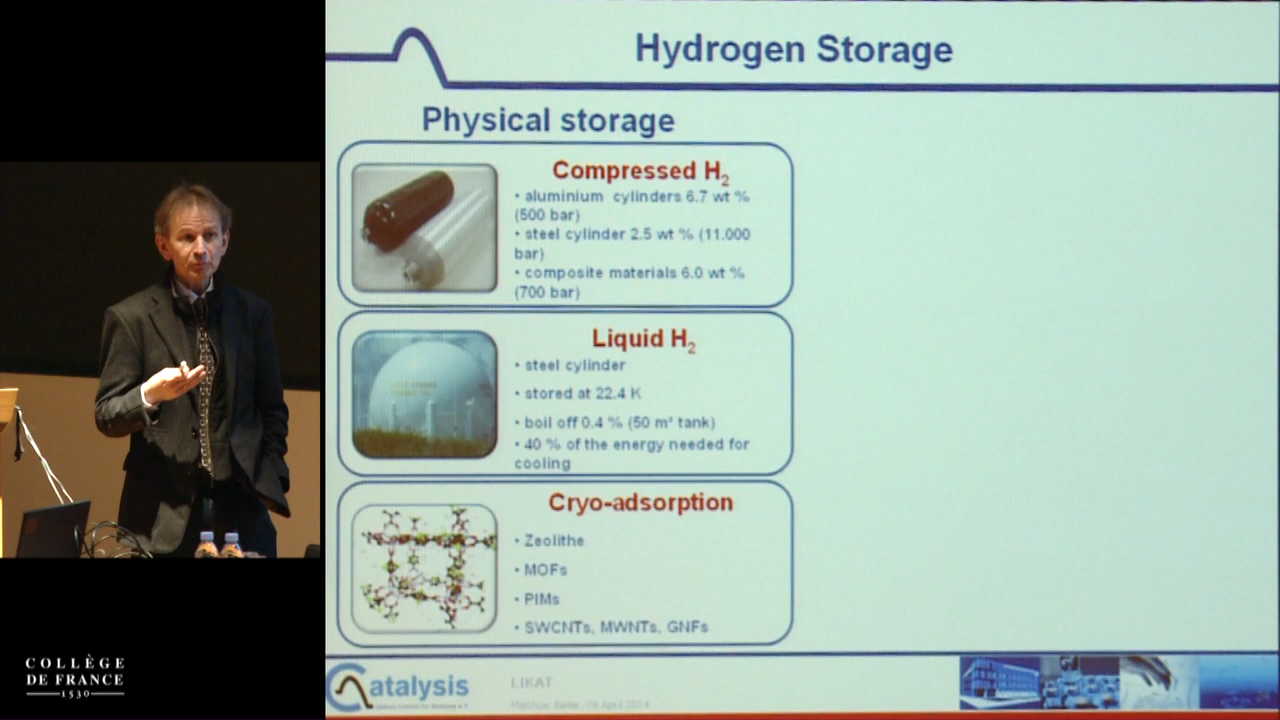 Hydrogen Storage
Physical storage
Compressed H2
• aluminium cylinders 6.7 wt %
(500 bar)
• steel cylinder 2.5 wt % (11.000
bar)
• composite materials 6.0 wt %
(700 bar)
Liquid H2
• steel cylinder
• stored at 22.4 K
• boil off 0.4 % (50 m³ tank)
• 40 % of the energy needed for
cooling
Cryo-adsorption
• Zeolithe
• MOFs
• PIMs
• SWCNTs, MWNTs, GNFs
Catalysis
LIKAT
COLLÈGE
DE FRANCE
1530